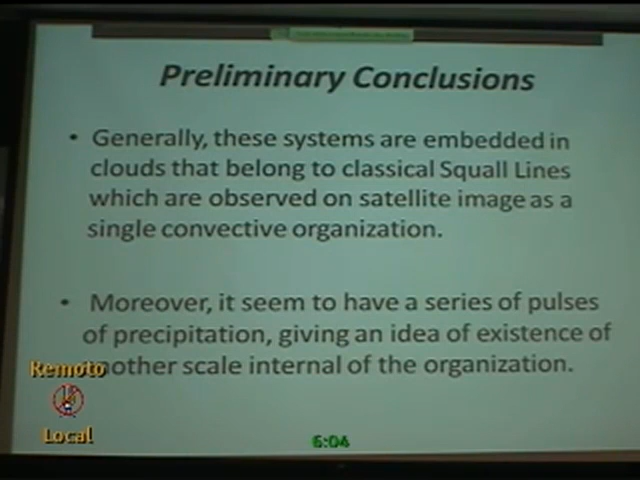 Preliminary Conclusions
• Generally, these systems are embedded in
clouds that belong to classical Squall Lines
which are observed on satellite image as a
single convective organization.
• Moreover, it seem to have a series of pulses
of precipitation, giving an idea of existence of
nother scale internal of the organization.
Remoto
Local
6:04